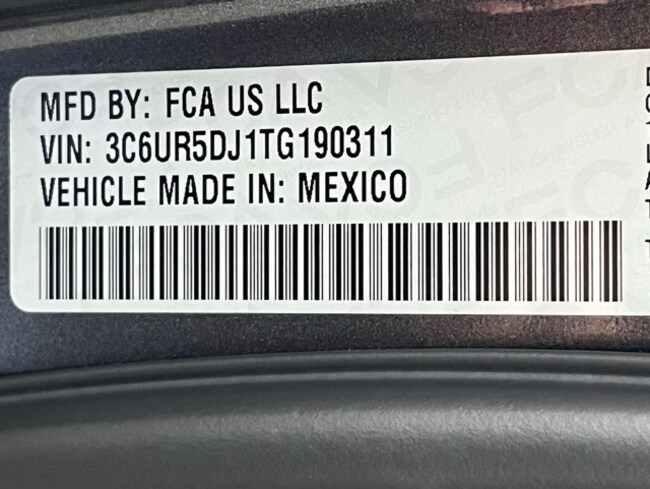 MFD BY: FCA US LLC
VIN: 3C6UR5DJ1TG190311
VEHICLE MADE IN: MEXICO